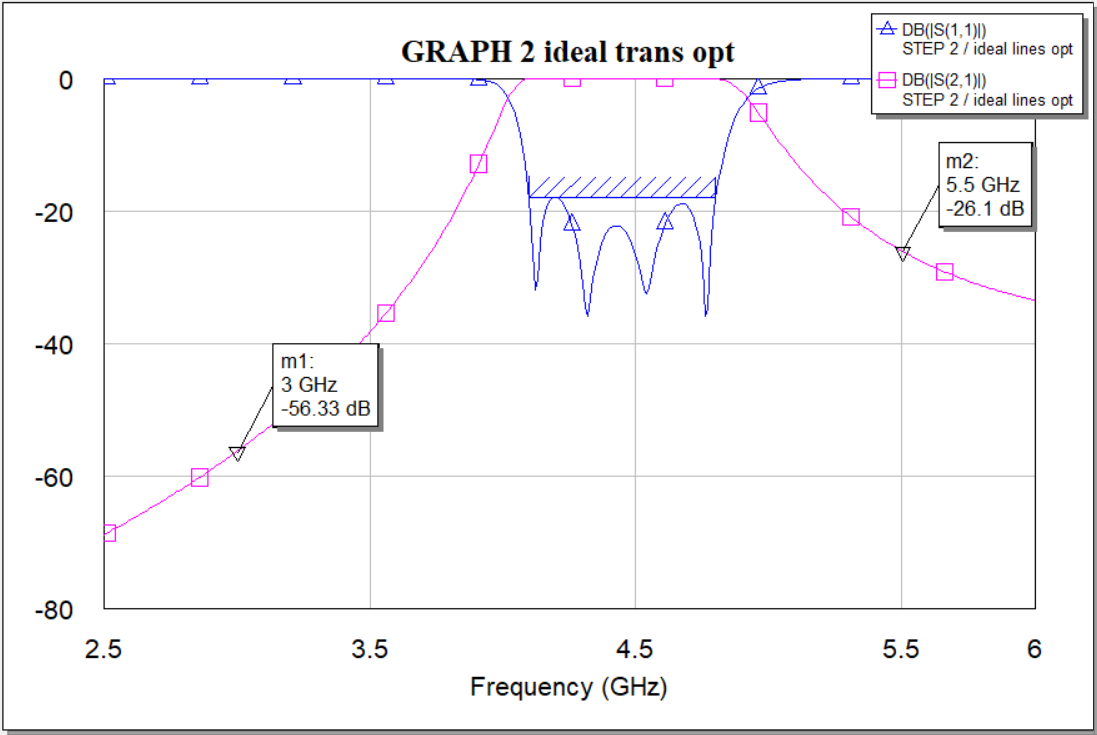 GRAPH 2 ideal trans opt
DB(|S(1,1)|)
STEP 2 / ideal lines opt
DB(|S(2,1)|)
STEP 2 / ideal lines opt
0
-20
-40
-60
-80
m1:
3 GHz
-56.33 dB
m2:
5.5 GHz
-26.1 dB
2.5
3.5
4.5
5.5
6
Frequency (GHz)